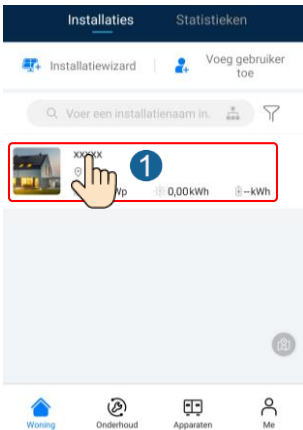 Installaties Statistieken
Installatiewizard Voeg gebruiker toe
Voer een installatienaam in.
xxxxx
1
Wp 0,00kWh --kWh
Woning Onderhoud Apparaten Me